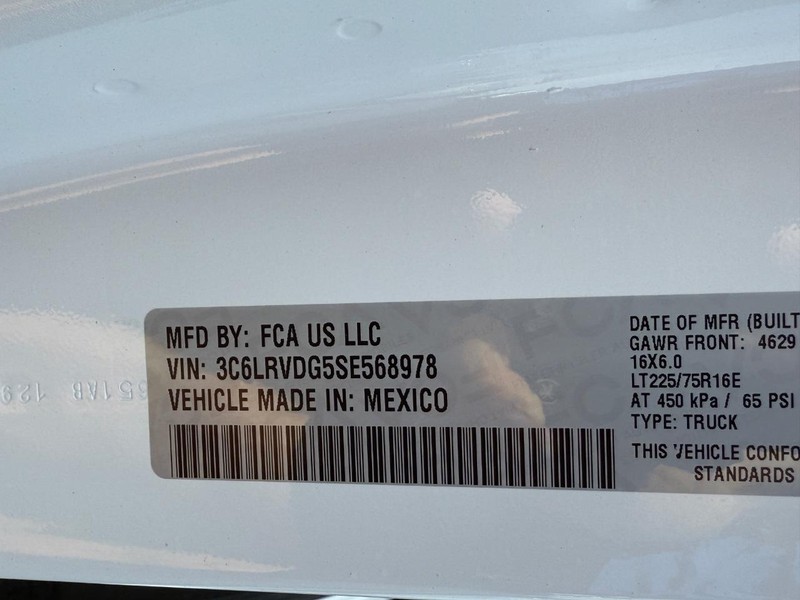 MFD BY: FCA US LLC
VIN: 3C6LRVDG5SE568978
VEHICLE MADE IN: MEXICO
DATE OF MFR (BUILT
GAWR FRONT: 4629
16X6.0
LT225/75R16E
AT 450 kPa / 65 PSI
TYPE: TRUCK
THIS VEHICLE CONFO
STANDARDS